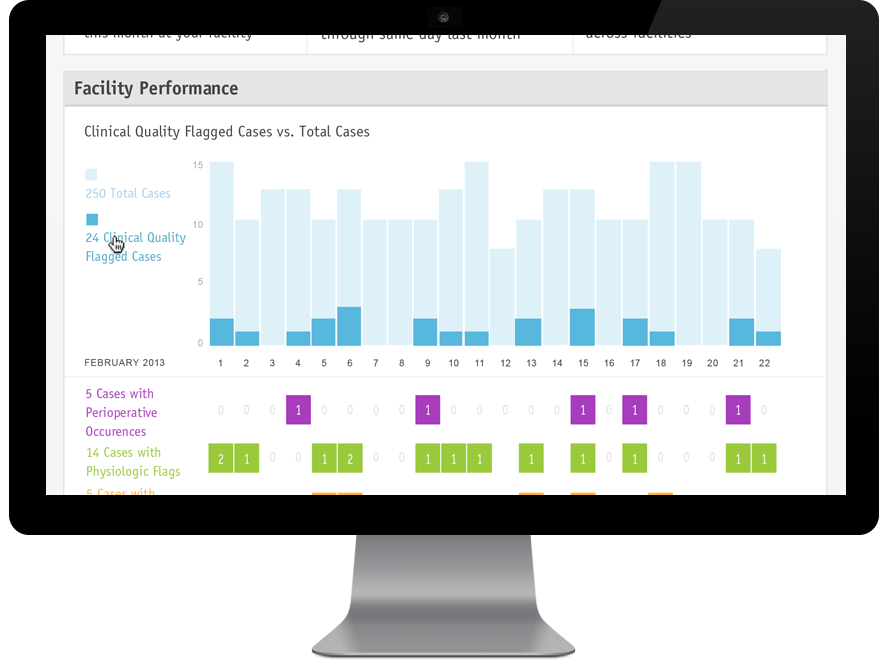 this month at your facility
through same day last month
across facilities
Facility Performance
Clinical Quality Flagged Cases vs. Total Cases
250 Total Cases
24 Clinical Quality
Flagged Cases
15
10
5
0
FEBRUARY 2013 1 2 3 4 5 6 7 8 9 10 11 12 13 14 15 16 17 18 19 20 21 22
5 Cases with
Perioperative
Occurences
0 0 0 1 0 0 0 0 1 0 0 0 0 0 1 0 1 0 0 0 1 0
14 Cases with
Physiologic Flags
2 1 0 0 1 2 0 0 1 1 1 0 1 0 1 0 1 0 0 0 1 1
5 Cases with